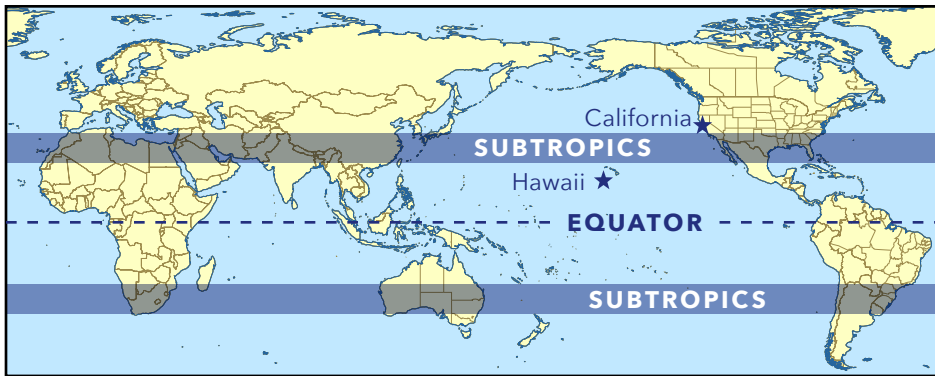 California
SUBTROPICS
Hawaii
EQUATOR
SUBTROPICS